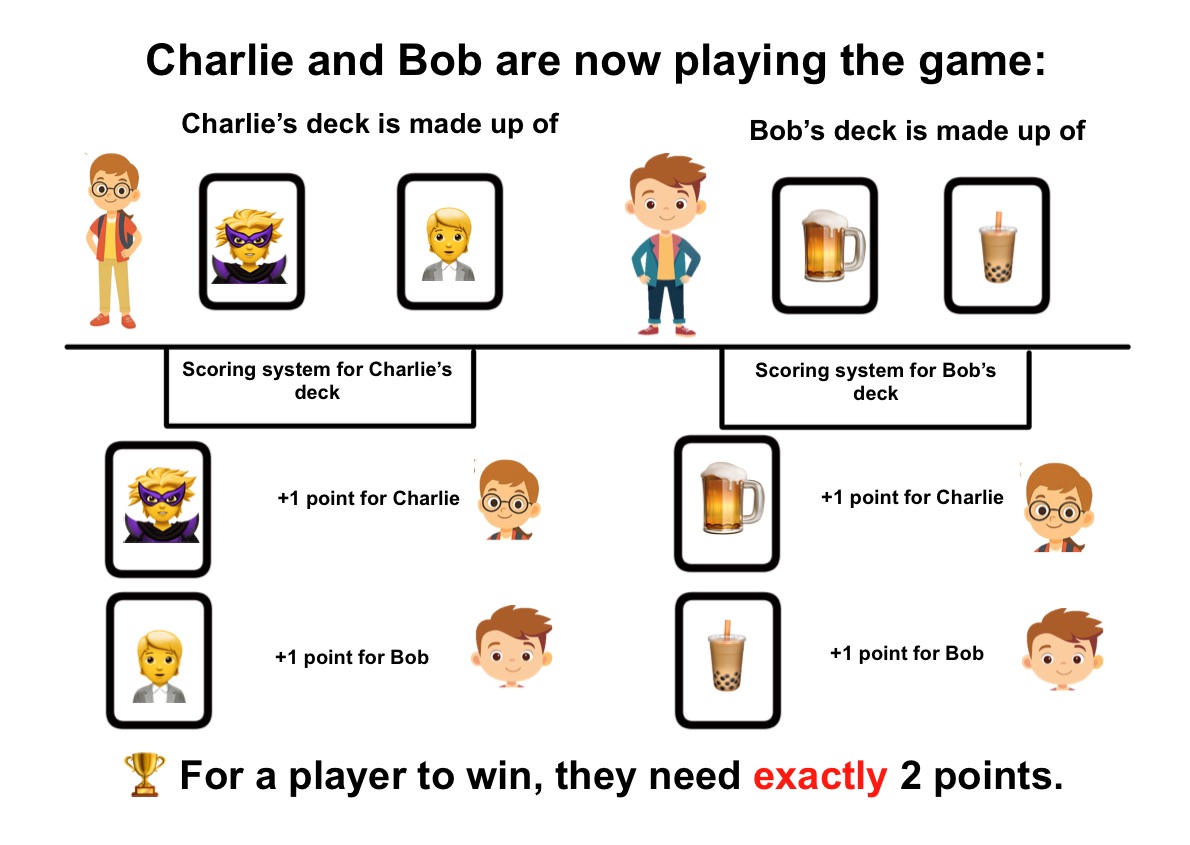 Charlie and Bob are now playing the game:
Charlie’s deck is made up of
Bob’s deck is made up of
Scoring system for Charlie’s
deck
Scoring system for Bob’s
deck
+1 point for Charlie
+1 point for Charlie
+1 point for Bob
+1 point for Bob
For a player to win, they need exactly 2 points.